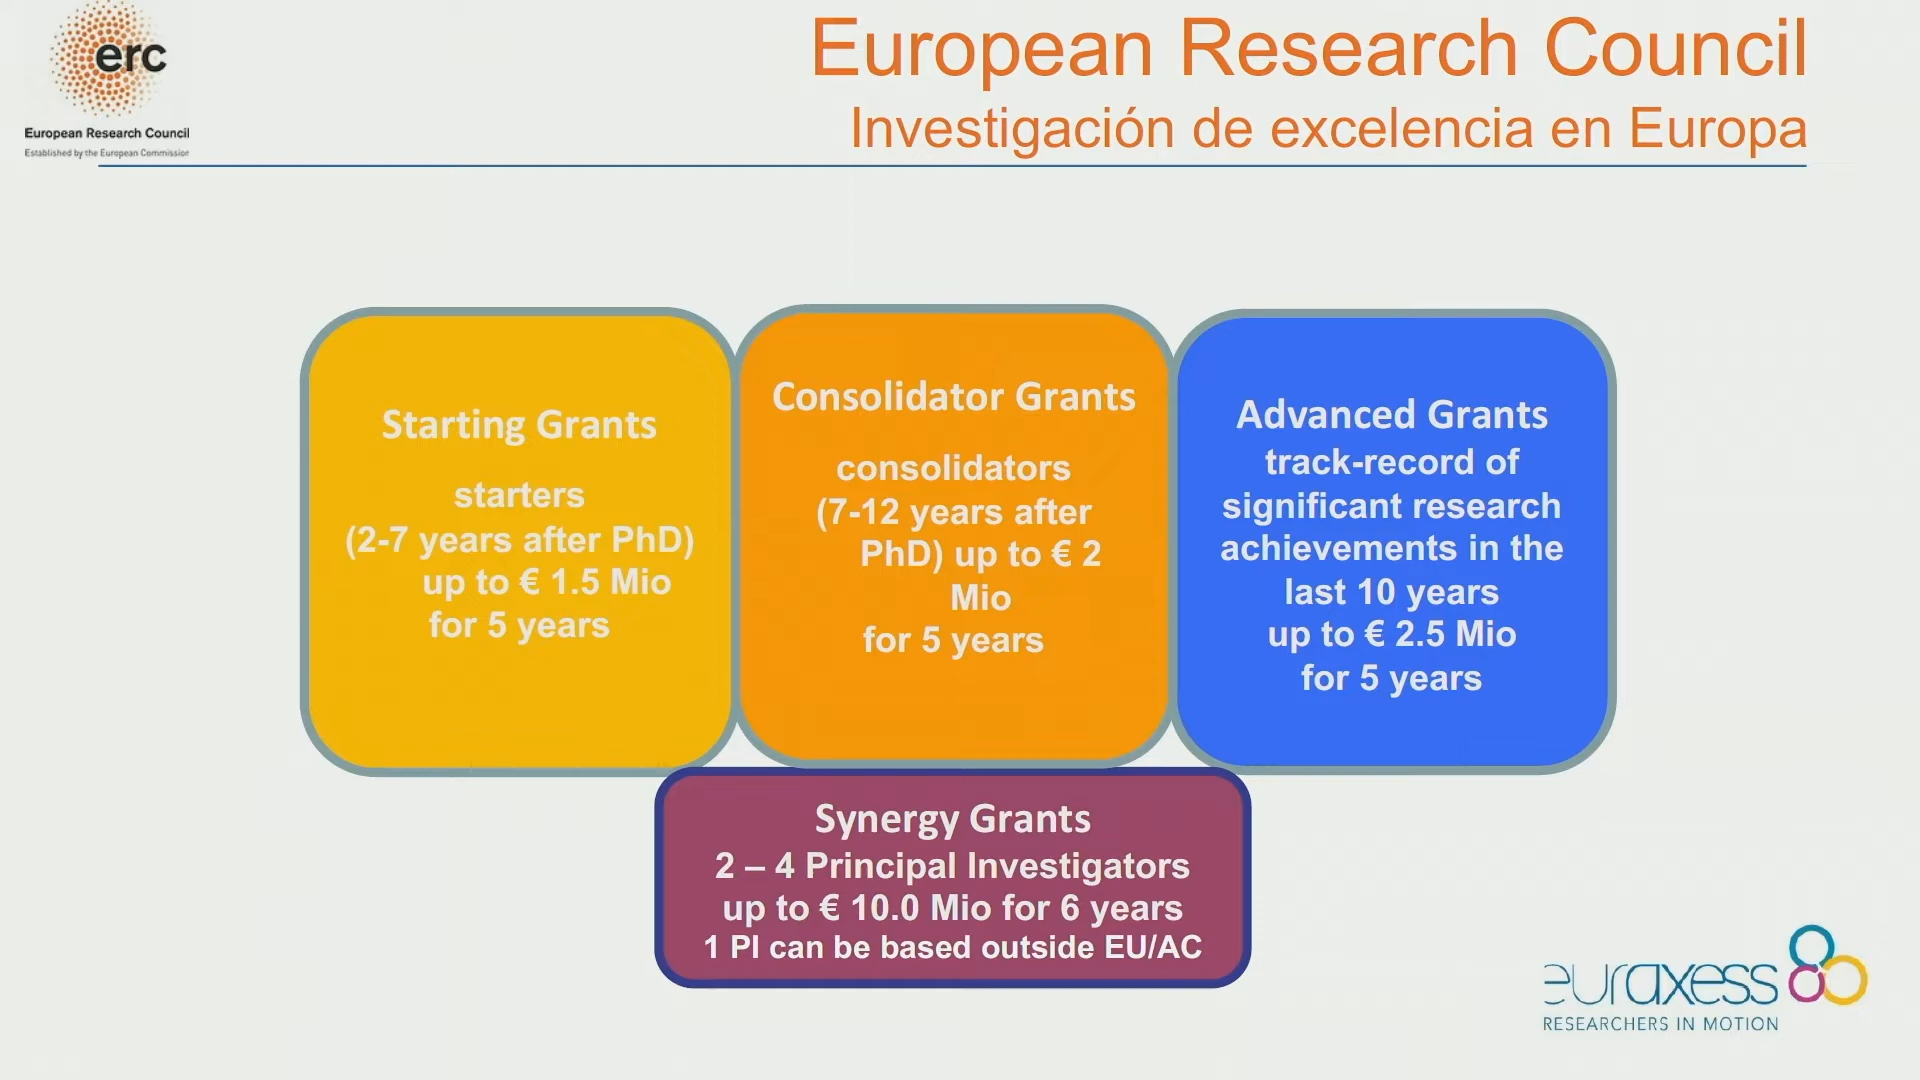 erc
European Research Council
Established by the European Commission
European Research Council
Investigación de excelencia en Europa
Starting Grants
starters
(2-7 years after PhD)
up to € 1.5 Mio
for 5 years
Consolidator Grants
consolidators
(7-12 years after
PhD) up to € 2
Mio
for 5 years
Advanced Grants
track-record of
significant research
achievements in the
last 10 years
up to € 2.5 Mio
for 5 years
Synergy Grants
2 – 4 Principal Investigators
up to € 10.0 Mio for 6 years
1 PI can be based outside EU/AC
euraxess
RESEARCHERS IN MOTION